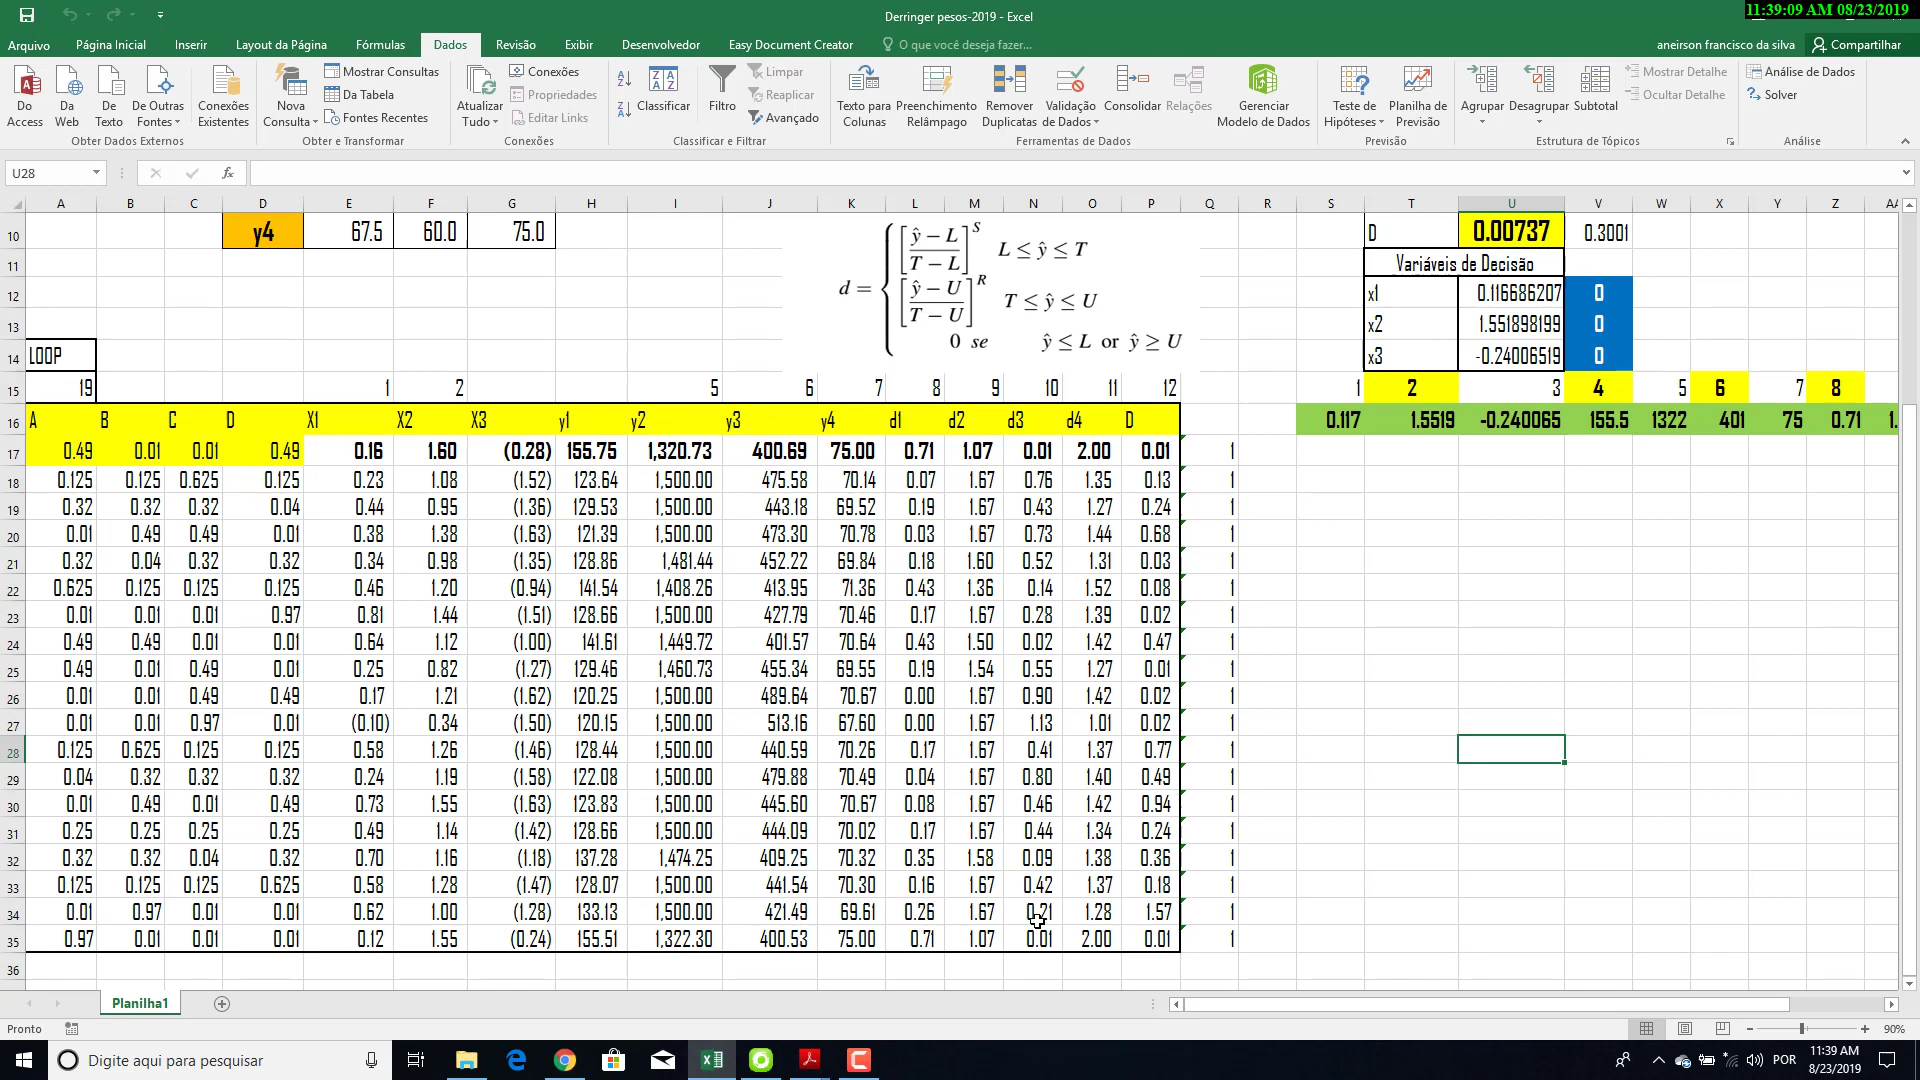 Derringer pesos-2019 - Excel
11:39:09 AM 08/23/2019
Arquivo Página Inicial Inserir Layout da Página Fórmulas Dados Revisão Exibir Desenvolvedor Easy Document Creator O que você deseja fazer... aneirson francisco da silva Compartilhar
Do Access
Da Web
De Texto
De Outras Fontes
Conexões Existentes
Obter Dados Externos
Nova Consulta
Mostrar Consultas
Da Tabela
Fontes Recentes
Obter e Transformar
Atualizar Tudo
Conexões
Propriedades
Editar Links
Conexões
Classificar
Filtro
Limpar
Reaplicar
Avançado
Classificar e Filtrar
Texto para Colunas
Preenchimento Relâmpago
Remover Duplicatas
Validação de Dados
Consolidar
Relações
Gerenciar Modelo de Dados
Ferramentas de Dados
Teste de Hipóteses
Planilha de Previsão
Previsão
Agrupar
Desagrupar
Subtotal
Mostrar Detalhe
Ocultar Detalhe
Estrutura de Tópicos
Análise de Dados
Solver
Análise
U28 fx
A B C D E F G H I J K L M N O P Q R S T U V W X Y Z AA
10 y4 67.5 60.0 75.0 D 0.00737 0.3001
d = { [ŷ − L / T − L]^S L ≤ ŷ ≤ T
[ŷ − U / T − U]^R T ≤ ŷ ≤ U
0 se ŷ ≤ L or ŷ ≥ U
11 Variáveis de Decisão
12 x1 0.116686207 0
13 x2 1.551898199 0
14 LOOP x3 -0.24006519 0
15 19 1 2 5 6 7 8 9 10 11 12 1 2 3 4 5 6 7 8
16 A B C D X1 X2 X3 y1 y2 y3 y4 d1 d2 d3 d4 D 0.117 1.5519 -0.240065 155.5 1322 401 75 0.71 1.
17 0.49 0.01 0.01 0.49 0.16 1.60 (0.28) 155.75 1,320.73 400.69 75.00 0.71 1.07 0.01 2.00 0.01 1
18 0.125 0.125 0.625 0.125 0.23 1.08 (1.52) 123.64 1,500.00 475.58 70.14 0.07 1.67 0.76 1.35 0.13 1
19 0.32 0.32 0.32 0.04 0.44 0.95 (1.36) 129.53 1,500.00 443.18 69.52 0.19 1.67 0.43 1.27 0.24 1
20 0.01 0.49 0.49 0.01 0.38 1.38 (1.63) 121.39 1,500.00 473.30 70.78 0.03 1.67 0.73 1.44 0.68 1
21 0.32 0.04 0.32 0.32 0.34 0.98 (1.35) 128.86 1,481.44 452.22 69.84 0.18 1.60 0.52 1.31 0.03 1
22 0.625 0.125 0.125 0.125 0.46 1.20 (0.94) 141.54 1,408.26 413.95 71.36 0.43 1.36 0.14 1.52 0.08 1
23 0.01 0.01 0.01 0.97 0.81 1.44 (1.51) 128.66 1,500.00 427.79 70.46 0.17 1.67 0.28 1.39 0.02 1
24 0.49 0.49 0.01 0.01 0.64 1.12 (1.00) 141.61 1,449.72 401.57 70.64 0.43 1.50 0.02 1.42 0.47 1
25 0.49 0.01 0.49 0.01 0.25 0.82 (1.27) 129.46 1,460.73 455.34 69.55 0.19 1.54 0.55 1.27 0.01 1
26 0.01 0.01 0.49 0.49 0.17 1.21 (1.62) 120.25 1,500.00 489.64 70.67 0.00 1.67 0.90 1.42 0.02 1
27 0.01 0.01 0.97 0.01 (0.10) 0.34 (1.50) 120.15 1,500.00 513.16 67.60 0.00 1.67 1.13 1.01 0.02 1
28 0.125 0.625 0.125 0.125 0.58 1.26 (1.46) 128.44 1,500.00 440.59 70.26 0.17 1.67 0.41 1.37 0.77 1
29 0.04 0.32 0.32 0.32 0.24 1.19 (1.58) 122.08 1,500.00 479.88 70.49 0.04 1.67 0.80 1.40 0.49 1
30 0.01 0.49 0.01 0.49 0.73 1.55 (1.63) 123.83 1,500.00 445.60 70.67 0.08 1.67 0.46 1.42 0.94 1
31 0.25 0.25 0.25 0.25 0.49 1.14 (1.42) 128.66 1,500.00 444.09 70.02 0.17 1.67 0.44 1.34 0.24 1
32 0.32 0.32 0.04 0.32 0.70 1.16 (1.18) 137.28 1,474.25 409.25 70.32 0.35 1.58 0.09 1.38 0.36 1
33 0.125 0.125 0.125 0.625 0.58 1.28 (1.47) 128.07 1,500.00 441.54 70.30 0.16 1.67 0.42 1.37 0.18 1
34 0.01 0.97 0.01 0.01 0.62 1.00 (1.28) 133.13 1,500.00 421.49 69.61 0.26 1.67 0.21 1.28 1.57 1
35 0.97 0.01 0.01 0.01 0.12 1.55 (0.24) 155.51 1,322.30 400.53 75.00 0.71 1.07 0.01 2.00 0.01 1
36
Planilha1
Pronto 90%
Digite aqui para pesquisar POR 11:39 AM
8/23/2019